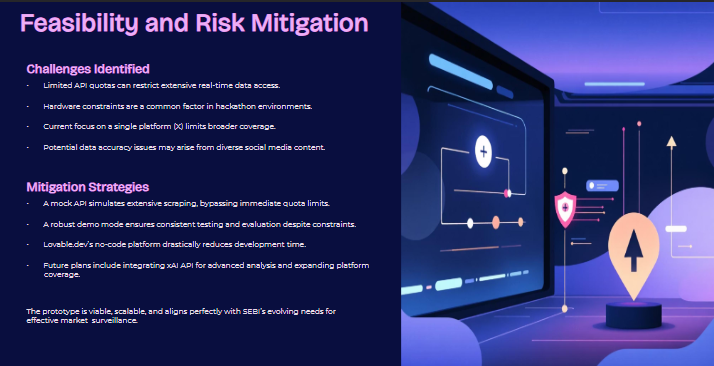 Feasibility and Risk Mitigation
Challenges Identified
• Limited API quotas can restrict extensive real-time data access.
• Hardware constraints are a common factor in hackathon environments.
• Current focus on a single platform (X) limits broader coverage.
• Potential data accuracy issues may arise from diverse social media content.
Mitigation Strategies
• A mock API simulates extensive scraping, bypassing immediate quota limits.
• A robust demo mode ensures consistent testing and evaluation despite constraints.
• Lovable.dev's no-code platform drastically reduces development time.
• Future plans include integrating xAI API for advanced analysis and expanding platform
coverage.
The prototype is viable, scalable, and aligns perfectly with SEBI's evolving needs for
effective market surveillance.